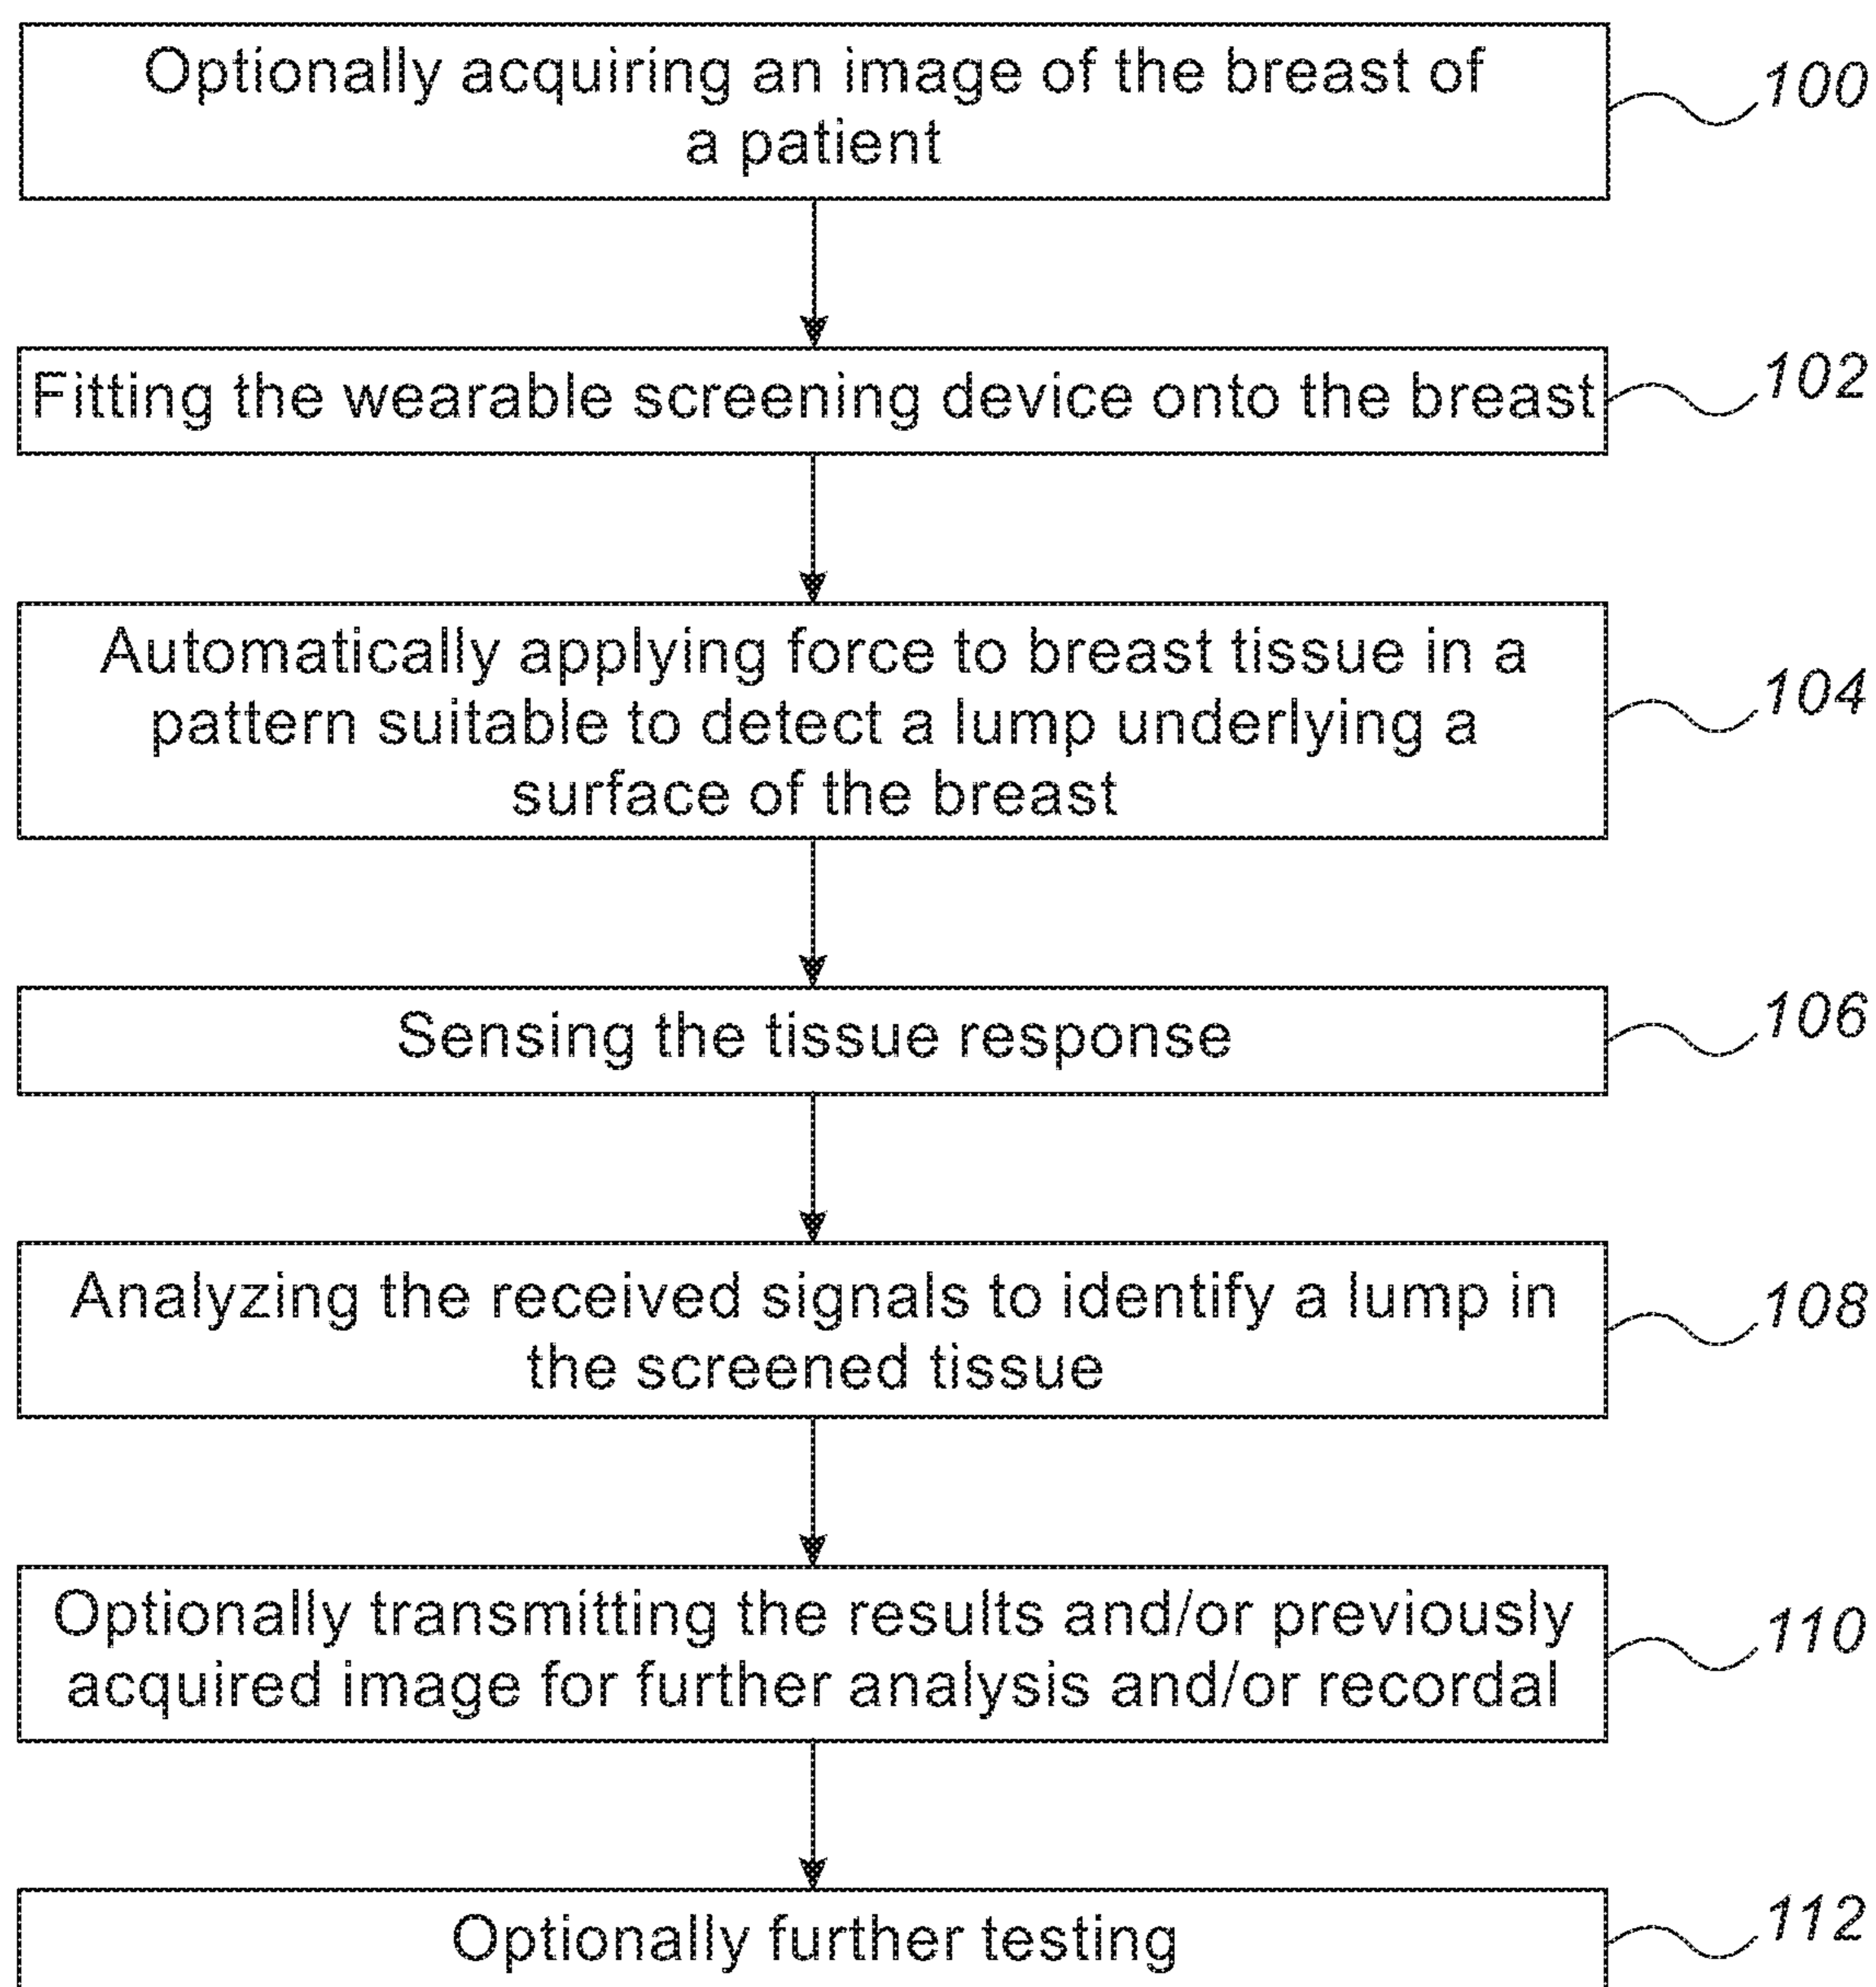 Optionally acquiring an image of the breast of
a patient
100
Fitting the wearable screening device onto the breast
102
Automatically applying force to breast tissue in a
pattern suitable to detect a lump underlying a
surface of the breast
104
Sensing the tissue response
106
Analyzing the received signals to identify a lump in
the screened tissue
108
Optionally transmitting the results and/or previously
acquired image for further analysis and/or recordal
110
Optionally further testing
112